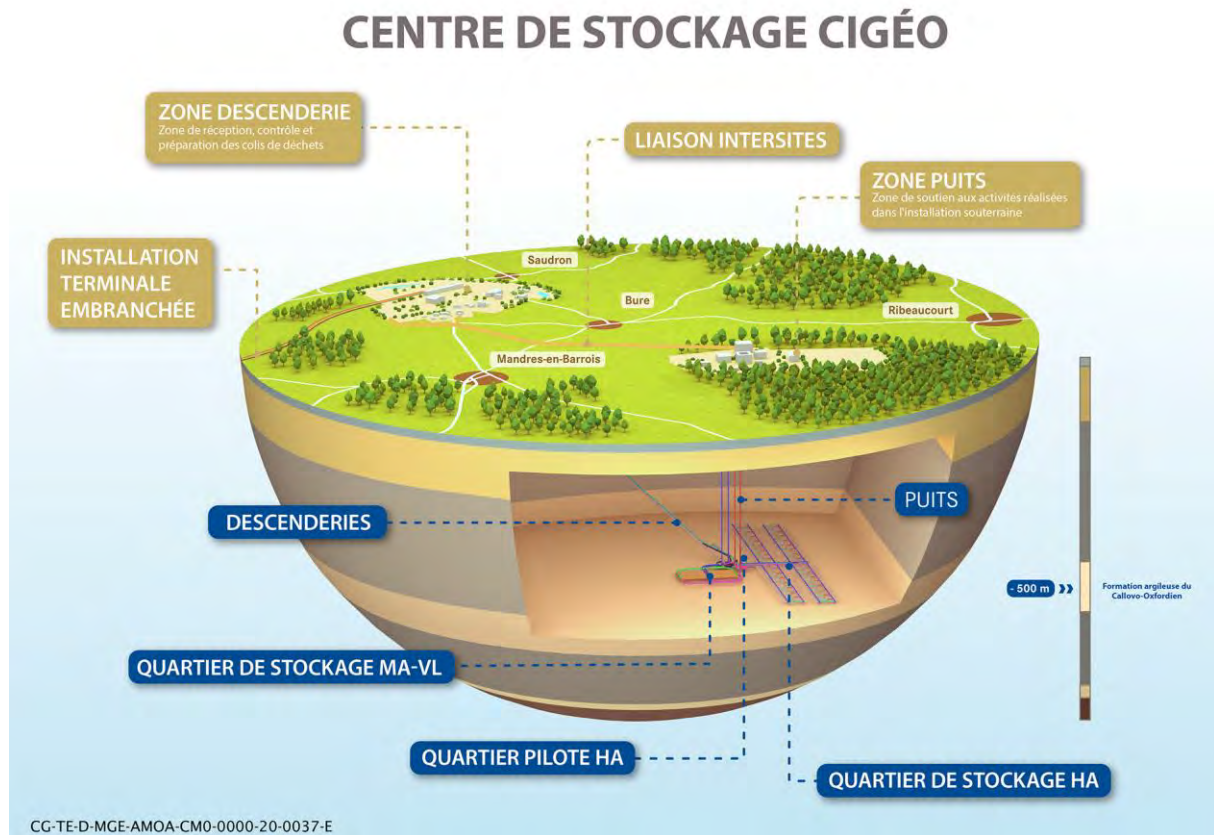 CENTRE DE STOCKAGE CIGÉO
ZONE DESCENDERIE
Zone de réception, contrôle et
préparation des colis de déchets
LIAISON INTERSITES
ZONE PUITS
Zone de soutien aux activités réalisées
dans l'installation souterraine
INSTALLATION
TERMINALE
EMBRANCHÉE
Saudron
Bure
Ribeaucourt
Mandres-en-Barrois
DESCENDERIES
PUITS
- 500 m
Formation argileuse du
Callovo-Oxfordien
QUARTIER DE STOCKAGE MA-VL
QUARTIER PILOTE HA
QUARTIER DE STOCKAGE HA
CG-TE-D-MGE-AMOA-CM0-0000-20-0037-E